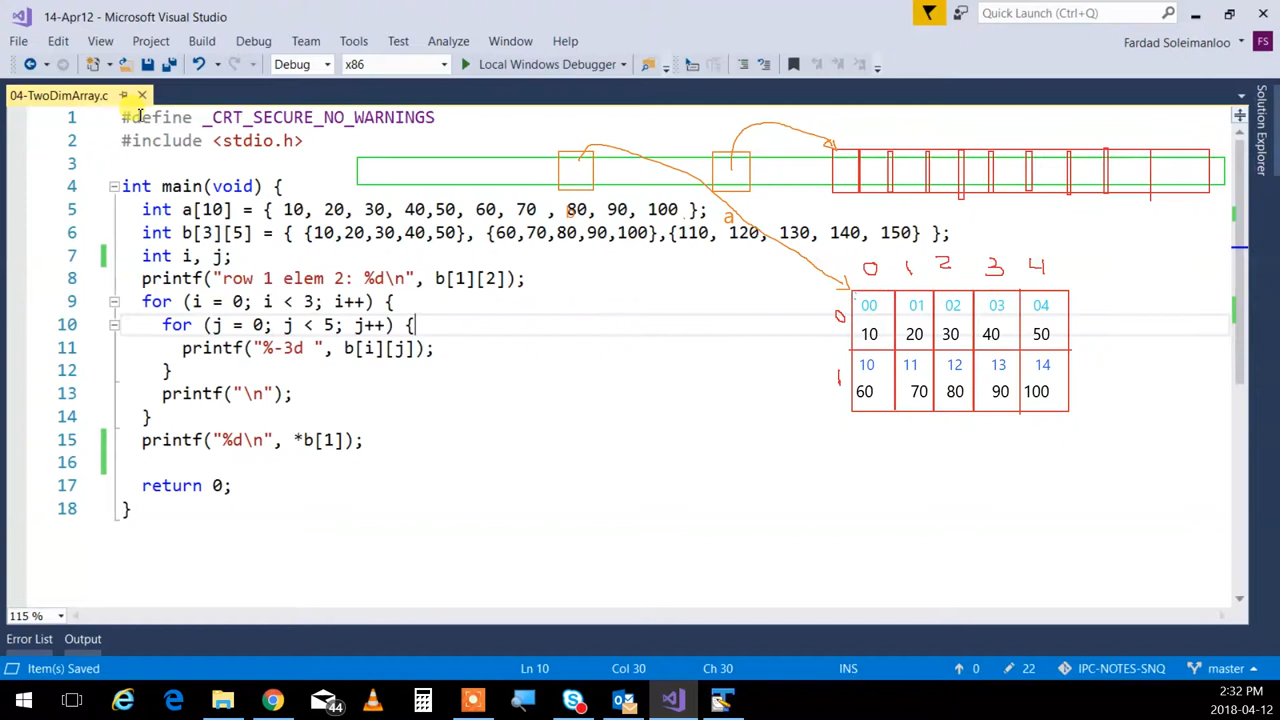 14-Apr12 - Microsoft Visual Studio
Quick Launch (Ctrl+Q)
File Edit View Project Build Debug Team Tools Test Analyze Window Help
Fardad Soleimanloo FS
Debug x86 Local Windows Debugger
04-TwoDimArray.c
Solution Explorer
1 #define _CRT_SECURE_NO_WARNINGS
2 #include <stdio.h>
3
4 int main(void) {
5 int a[10] = { 10, 20, 30, 40,50, 60, 70 , 80, 90, 100 };
b
a
6 int b[3][5] = { {10,20,30,40,50}, {60,70,80,90,100},{110, 120, 130, 140, 150} };
7 int i, j;
8 printf("row 1 elem 2: %d\n", b[1][2]);
9 for (i = 0; i < 3; i++) {
10 for (j = 0; j < 5; j++) {
11 printf("%-3d ", b[i][j]);
12 }
13 printf("\n");
14 }
15 printf("%d\n", *b[1]);
16
17 return 0;
18 }
0 1 2 3 4
0 00 01 02 03 04
10 20 30 40 50
1 10 11 12 13 14
60 70 80 90 100
115 %
Error List Output
Item(s) Saved Ln 10 Col 30 Ch 30 INS 0 22 IPC-NOTES-SNQ master
44
2:32 PM
2018-04-12